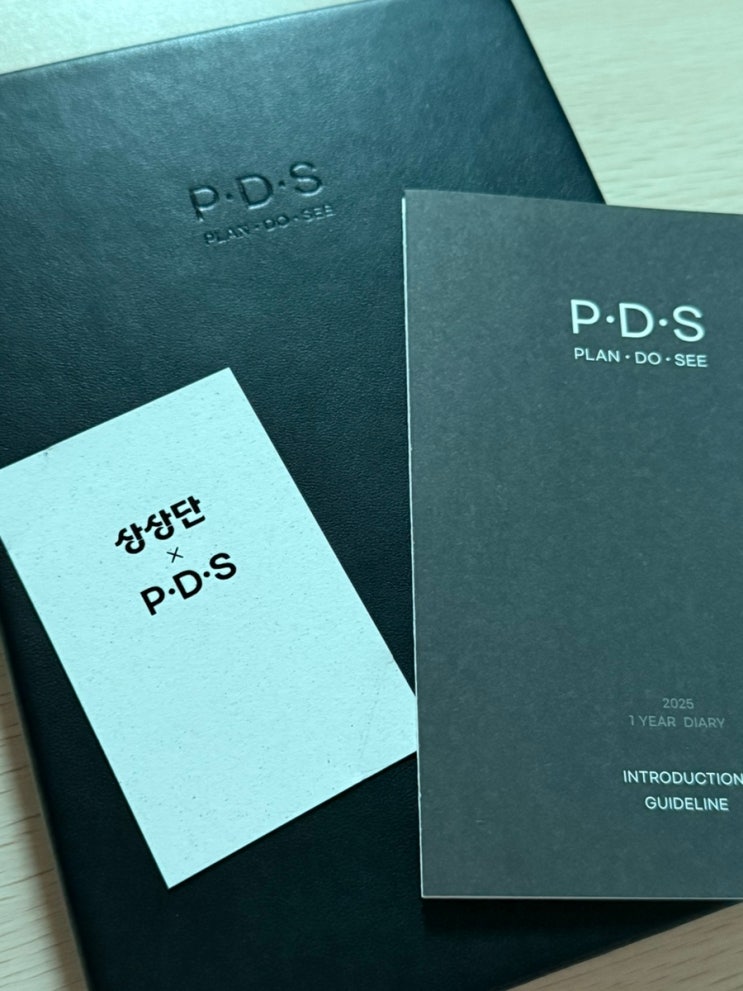 P·D·S
PLAN·DO·SEE
P·D·S
PLAN·DO·SEE
2025
1 YEAR DIARY
INTRODUCTION
GUIDELINE
상상단
×
P·D·S